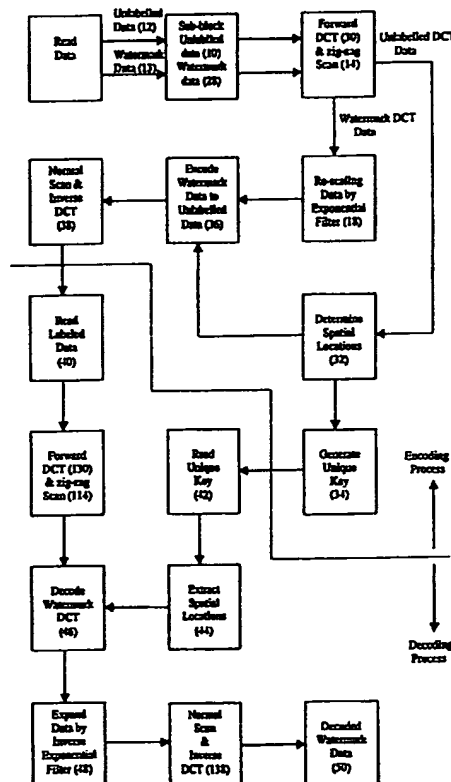 Unlabelled
Data (12)
Watermark
Data (13)
Read
Data
Sub-block
Unlabelled
data (10)
Watermark
data (28)
Forward
DCT (30)
& zig-zag
Scan (14)
Unlabelled DCT
Data
Watermark DCT
Data
Normal
Scan &
Inverse
DCT
(38)
Encode
Watermark
Data to
Unlabelled
Data (36)
Re-scaling
Data by
Exponential
Filter (18)
Read
Labeled
Data
(40)
Determine
Spatial
Locations
(32)
Forward
DCT (130)
& zig-zag
Scan (114)
Read
Unique
Key
(42)
Generate
Unique
Key
(34)
Encoding
Process
Decode
Watermark
DCT
(46)
Extract
Spatial
Locations
(44)
Decoding
Process
Expand
Data by
Inverse
Exponential
Filter (48)
Normal
Scan
&
Inverse
DCT (138)
Decoded
Watermark
Data
(50)